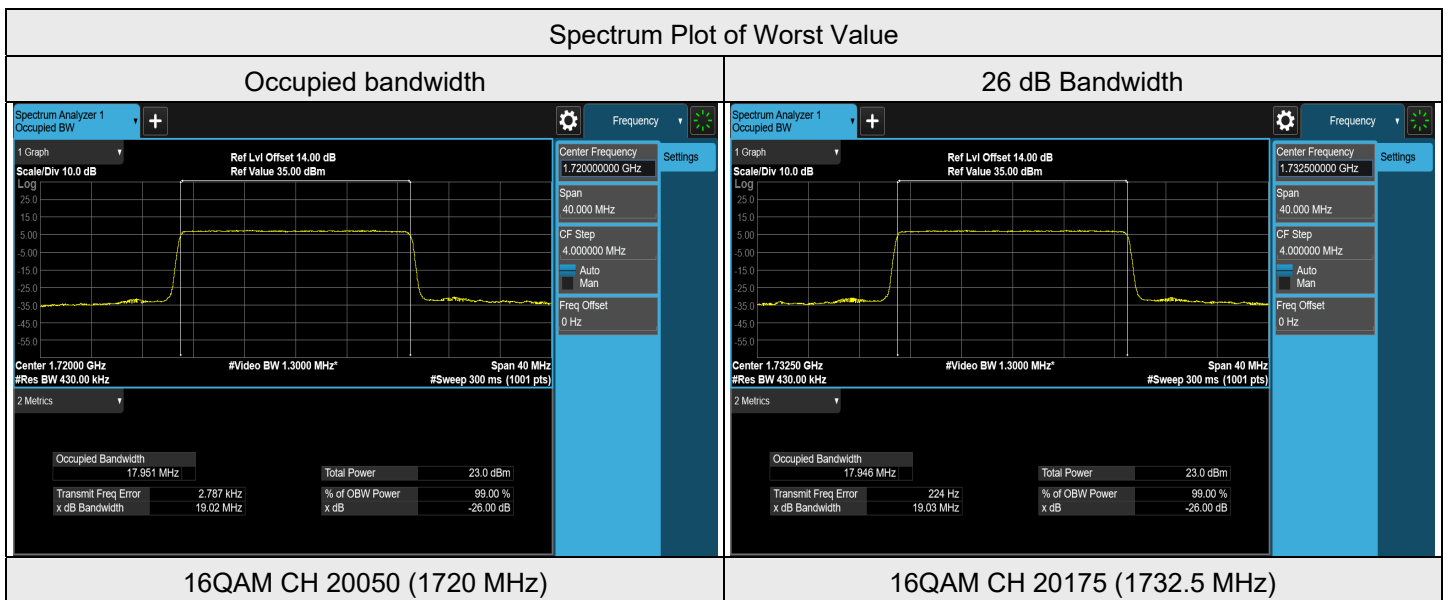 Spectrum Plot of Worst Value
Occupied bandwidth
26 dB Bandwidth
Spectrum Analyzer 1
Occupied BW
+
Frequency
1 Graph
Scale/Div 10.0 dB
Ref Lvl Offset 14.00 dB
Ref Value 35.00 dBm
Log
25.0
15.0
5.00
-5.00
-15.0
-25.0
-35.0
-45.0
-55.0
Center 1.72000 GHz
#Video BW 1.3000 MHz*
Span 40 MHz
#Res BW 430.00 kHz
#Sweep 300 ms (1001 pts)
Center Frequency
1.720000000 GHz
Settings
Span
40.000 MHz
CF Step
4.000000 MHz
Auto
Man
Freq Offset
0 Hz
2 Metrics
Occupied Bandwidth
17.951 MHz
Total Power 23.0 dBm
Transmit Freq Error 2.787 kHz
% of OBW Power 99.00 %
x dB Bandwidth 19.02 MHz
x dB -26.00 dB
Spectrum Analyzer 1
Occupied BW
+
Frequency
1 Graph
Scale/Div 10.0 dB
Ref Lvl Offset 14.00 dB
Ref Value 35.00 dBm
Log
25.0
15.0
5.00
-5.00
-15.0
-25.0
-35.0
-45.0
-55.0
Center 1.73250 GHz
#Video BW 1.3000 MHz*
Span 40 MHz
#Res BW 430.00 kHz
#Sweep 300 ms (1001 pts)
Center Frequency
1.732500000 GHz
Settings
Span
40.000 MHz
CF Step
4.000000 MHz
Auto
Man
Freq Offset
0 Hz
2 Metrics
Occupied Bandwidth
17.946 MHz
Total Power 23.0 dBm
Transmit Freq Error 224 Hz
% of OBW Power 99.00 %
x dB Bandwidth 19.03 MHz
x dB -26.00 dB
16QAM CH 20050 (1720 MHz)
16QAM CH 20175 (1732.5 MHz)